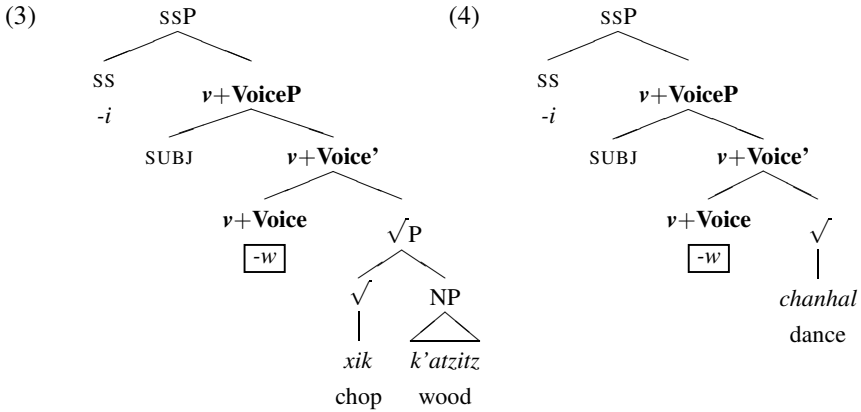 (3) SSP (4) SSP
SS v+VoiceP SS v+VoiceP
-i -i
SUBJ v+Voice’ SUBJ v+Voice’
v+Voice √P v+Voice √
-w -w
√ NP chanhal
dance
xik k’atzitz
chop wood